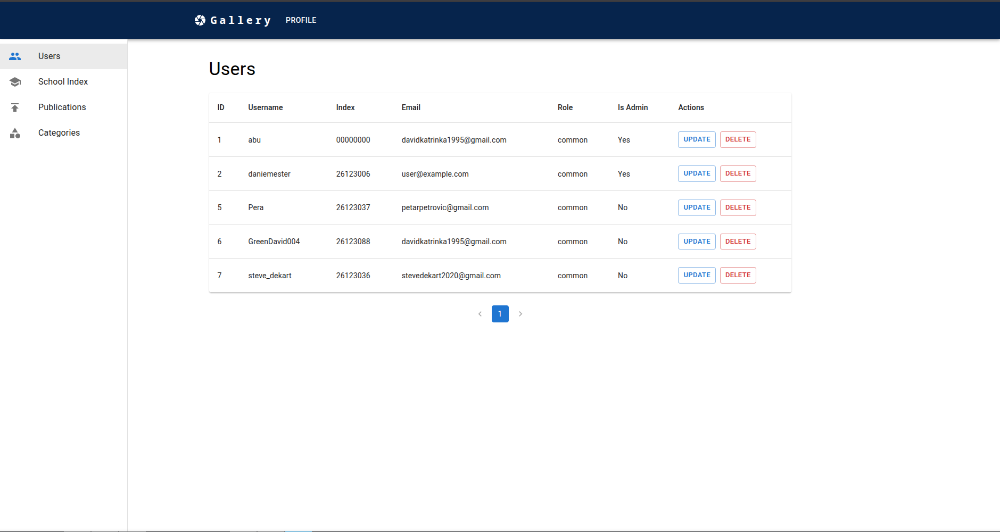 Gallery PROFILE
Users
School Index
Publications
Categories
Users
ID Username Index Email Role Is Admin Actions
1 abu 00000000 davidkatrinka1995@gmail.com common Yes UPDATE DELETE
2 daniemester 26123006 user@example.com common Yes UPDATE DELETE
5 Pera 26123037 petarpetrovic@gmail.com common No UPDATE DELETE
6 GreenDavid004 26123088 davidkatrinka1995@gmail.com common No UPDATE DELETE
7 steve_dekart 26123036 stevedekart2020@gmail.com common No UPDATE DELETE
1